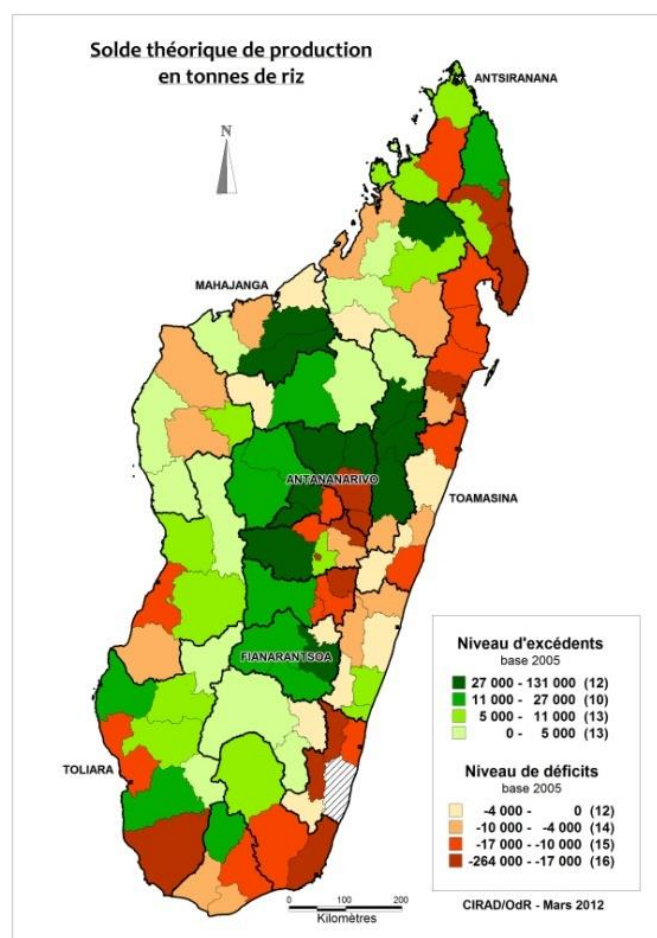 Solde théorique de production
en tonnes de riz
N
ANTSIRANANA
MAHAJANGA
ANTANANARIVO
TOAMASINA
FIANARANTSOA
TOLIARA
Niveau d'excédents
base 2005
27 000 - 131 000 (12)
11 000 - 27 000 (10)
5 000 - 11 000 (13)
0 - 5 000 (13)
Niveau de déficits
base 2005
-4 000 - 0 (12)
-10 000 - -4 000 (14)
-17 000 - -10 000 (15)
-264 000 - -17 000 (16)
0 100 200
Kilomètres
CIRAD/OdR - Mars 2012